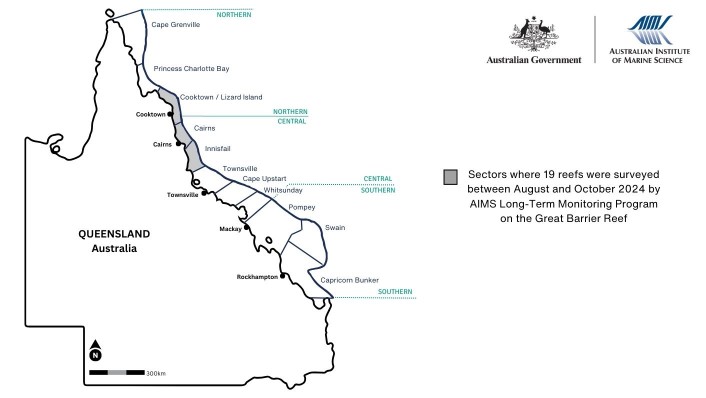 NORTHERN
Cape Grenville
Princess Charlotte Bay
Cooktown / Lizard Island
Cooktown
NORTHERN
CENTRAL
Cairns
Cairns
Innisfail
Townsville
Cape Upstart
CENTRAL
SOUTHERN
Whitsunday
Townsville
Pompey
Mackay
Swain
QUEENSLAND
Australia
Rockhampton
Capricorn Bunker
SOUTHERN
N
300km
Australian Government
AIMS
AUSTRALIAN INSTITUTE
OF MARINE SCIENCE
Sectors where 19 reefs were surveyed
between August and October 2024 by
AIMS Long-Term Monitoring Program
on the Great Barrier Reef